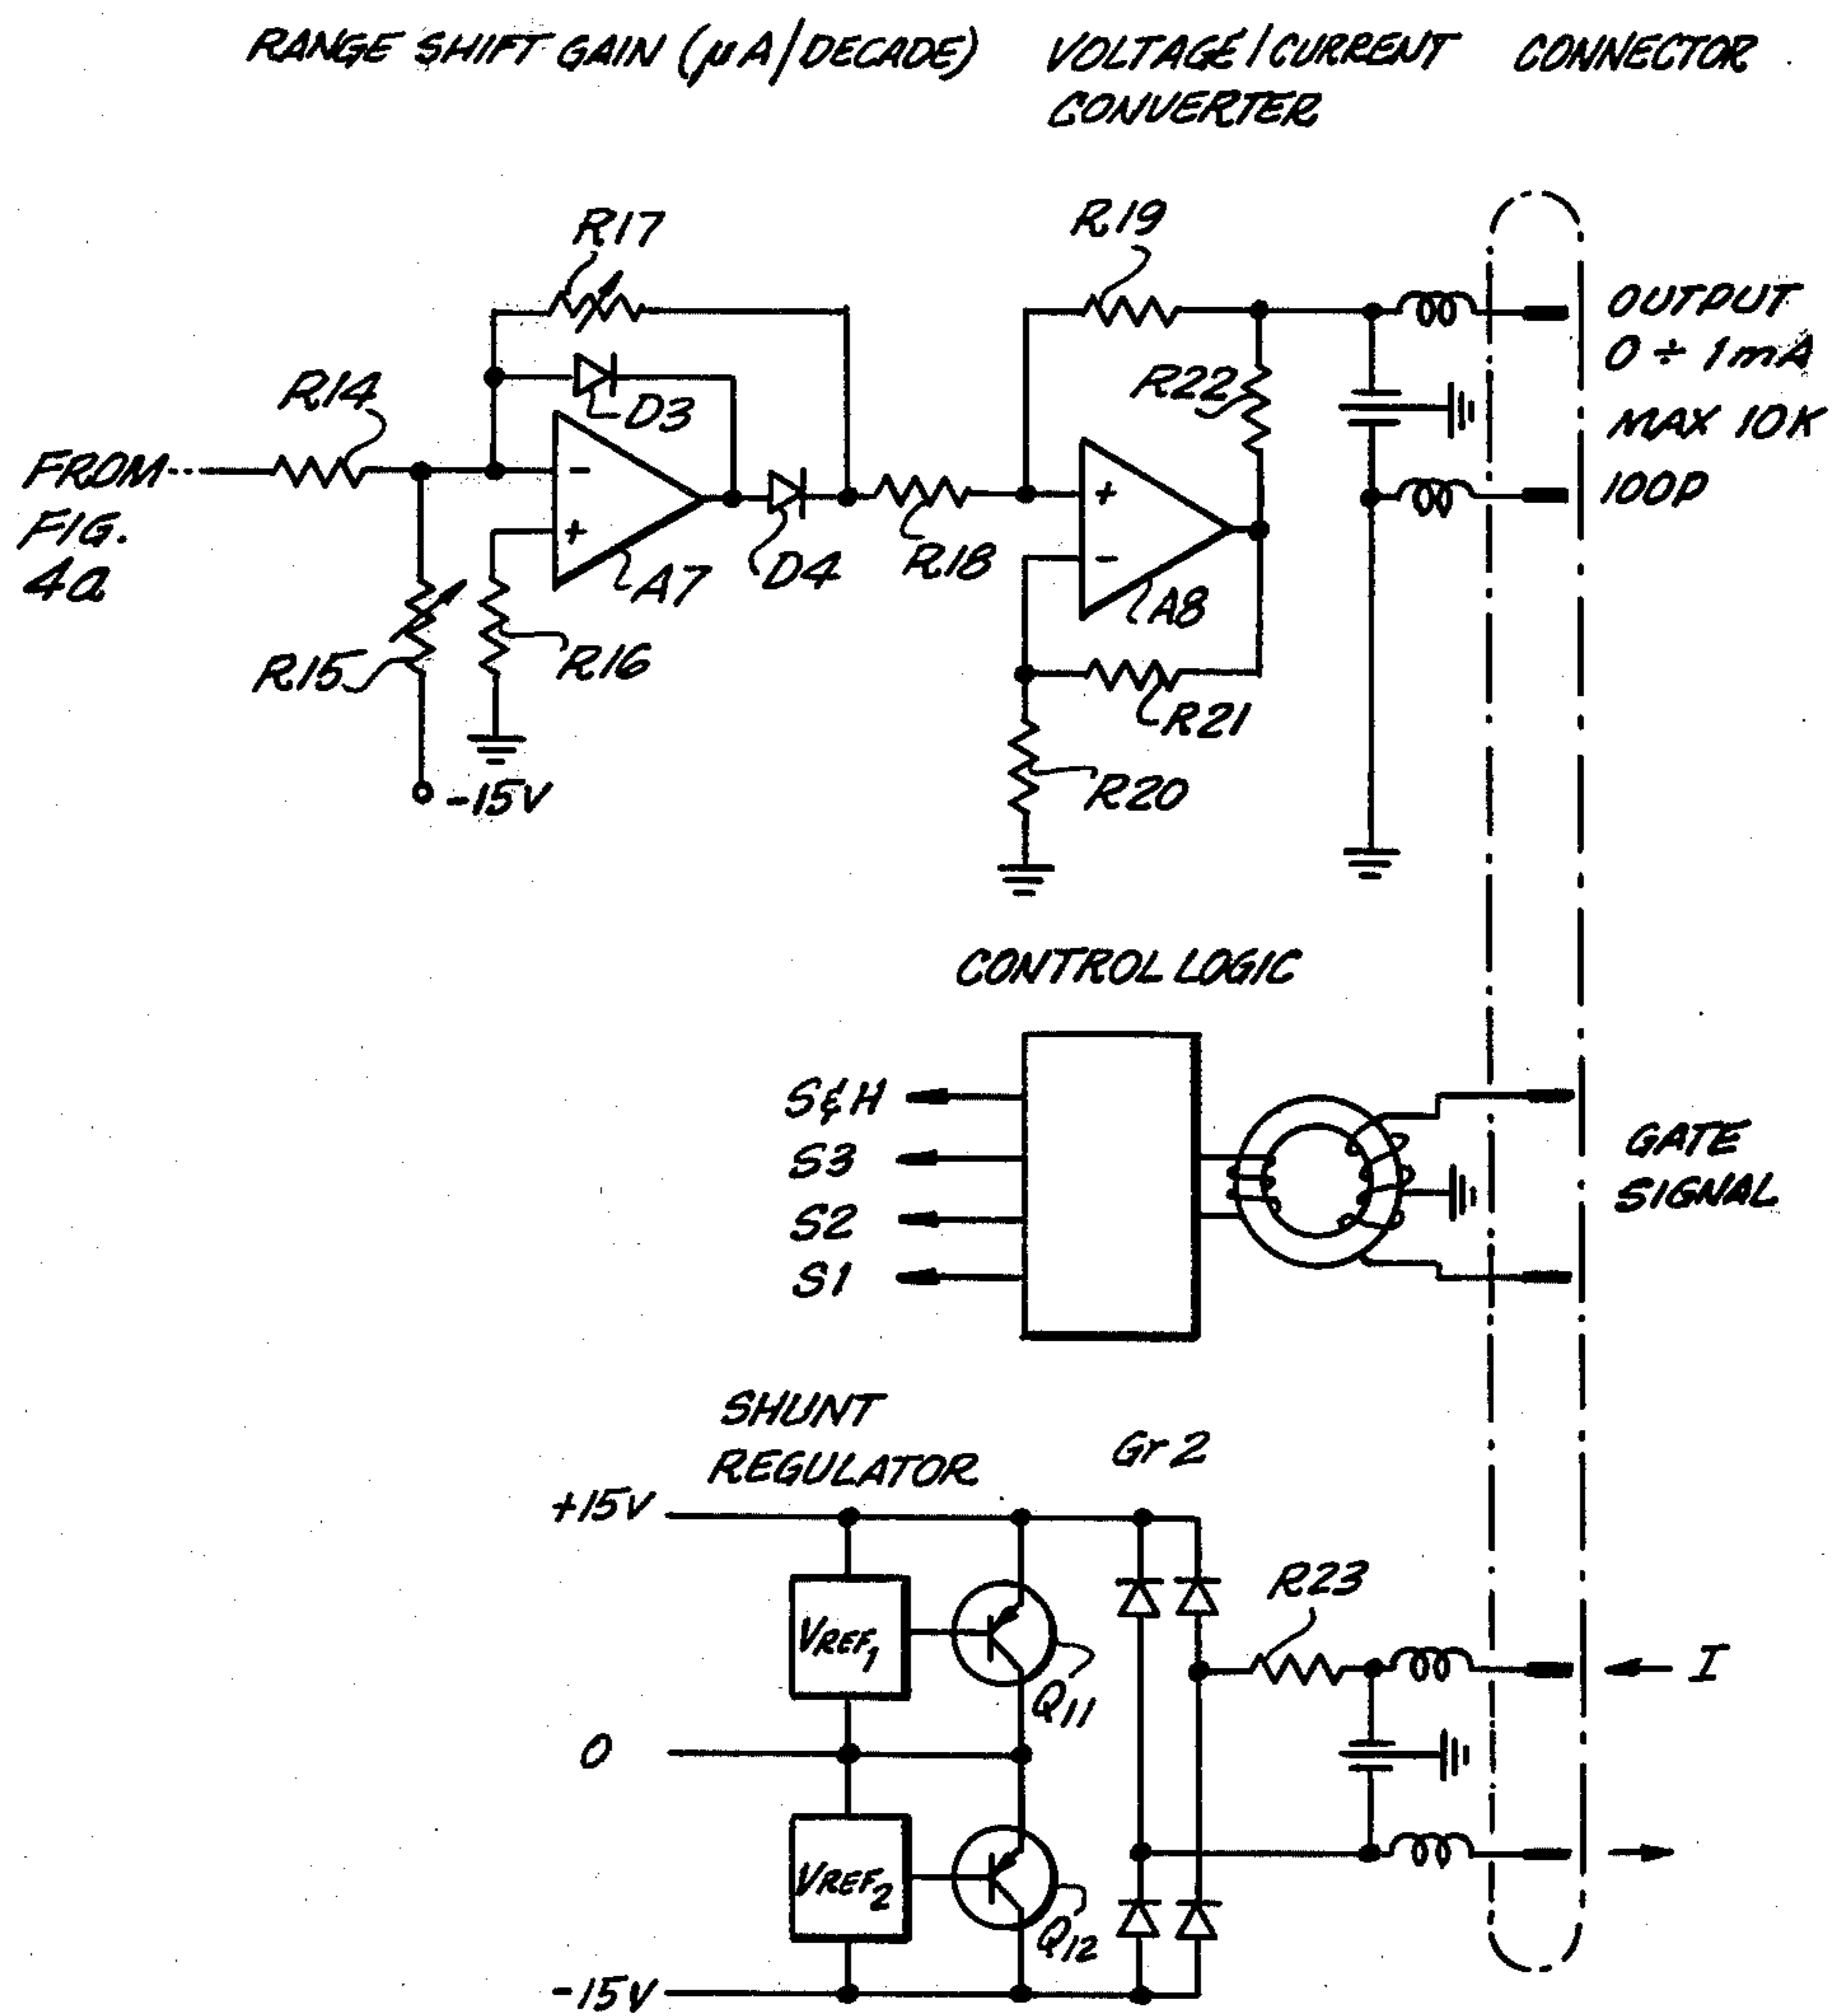 RANGE SHIFT GAIN (μA/DECADE)
VOLTAGE/CURRENT
CONVERTER
CONNECTOR
R17
R19
R14
D3
R22
OUTPUT
0 ÷ 1mA
MAX 10K
100P
FROM
FIG.
4a
-
+
A7
D4
R18
+
-
A8
R15
R16
R21
R20
-15V
CONTROL LOGIC
S&H
S3
S2
S1
GATE
SIGNAL
SHUNT
REGULATOR
Gr 2
+15V
R23
VREF1
Q11
I
0
VREF2
Q12
-15V